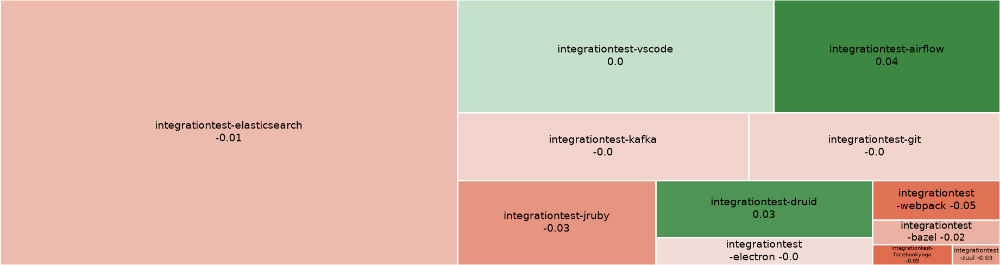 integrationtest-elasticsearch
-0.01
integrationtest-vscode
0.0
integrationtest-airflow
0.04
integrationtest-kafka
-0.0
integrationtest-git
-0.0
integrationtest-jruby
-0.03
integrationtest-druid
0.03
integrationtest
-electron -0.0
integrationtest
-webpack -0.05
integrationtest
-bazel -0.02
integrationtest-
facebookyoga
-0.05
integrationtest
-zuul -0.03